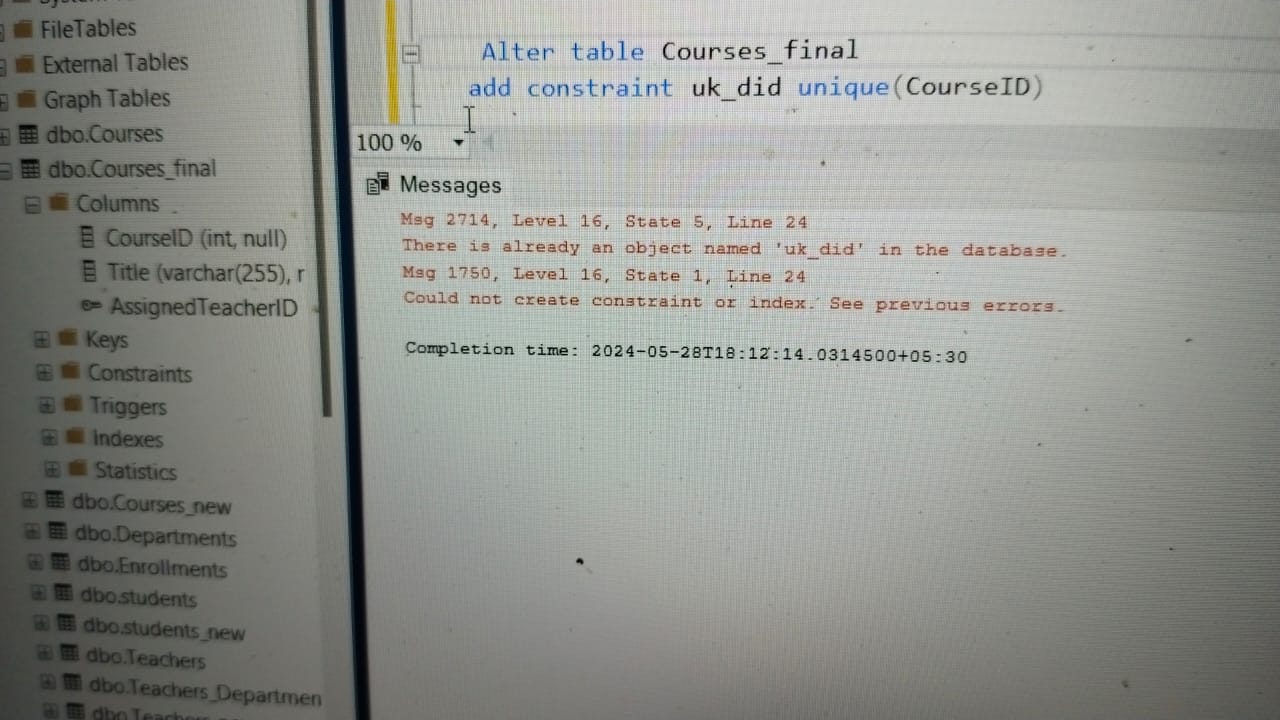 FileTables
External Tables
Graph Tables
dbo.Courses
dbo.Courses_final
Columns
CourseID (int, null)
Title (varchar(255), r
AssignedTeacherID
Keys
Constraints
Triggers
Indexes
Statistics
dbo.Courses_new
dbo.Departments
dbo.Enrollments
dbo.students
dbo.students_new
dbo.Teachers
dbo.Teachers_Departmen
Alter table Courses_final
add constraint uk_did unique(CourseID)
100 %
Messages
Msg 2714, Level 16, State 5, Line 24
There is already an object named 'uk_did' in the database.
Msg 1750, Level 16, State 1, Line 24
Could not create constraint or index. See previous errors.
Completion time: 2024-05-28T18:12:14.0314500+05:30